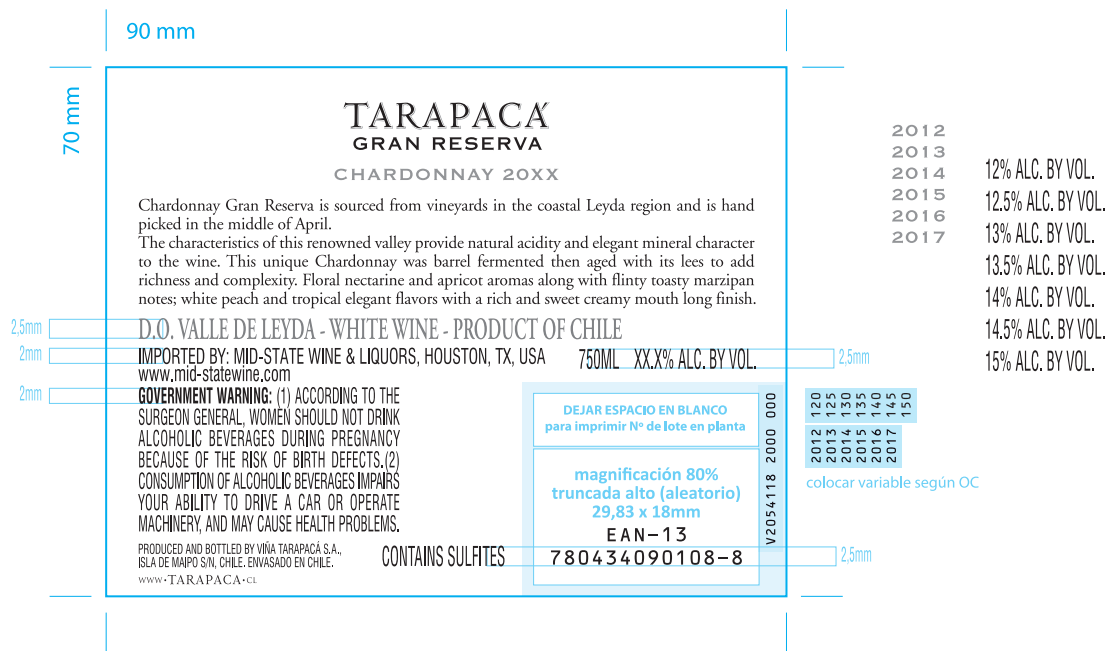 90 mm
70 mm
TARAPACÁ
GRAN RESERVA
CHARDONNAY 20XX
Chardonnay Gran Reserva is sourced from vineyards in the coastal Leyda region and is hand
picked in the middle of April.
The characteristics of this renowned valley provide natural acidity and elegant mineral character
to the wine. This unique Chardonnay was barrel fermented then aged with its lees to add
richness and complexity. Floral nectarine and apricot aromas along with flinty toasty marzipan
notes; white peach and tropical elegant flavors with a rich and sweet creamy mouth long finish.
2,5mm
D.O. VALLE DE LEYDA - WHITE WINE - PRODUCT OF CHILE
2mm
IMPORTED BY: MID-STATE WINE & LIQUORS, HOUSTON, TX, USA
750ML XX.X% ALC. BY VOL.
2,5mm
www.mid-statewine.com
2mm
GOVERNMENT WARNING: (1) ACCORDING TO THE
SURGEON GENERAL, WOMEN SHOULD NOT DRINK
ALCOHOLIC BEVERAGES DURING PREGNANCY
BECAUSE OF THE RISK OF BIRTH DEFECTS.(2)
CONSUMPTION OF ALCOHOLIC BEVERAGES IMPAIRS
YOUR ABILITY TO DRIVE A CAR OR OPERATE
MACHINERY, AND MAY CAUSE HEALTH PROBLEMS.
PRODUCED AND BOTTLED BY VIÑA TARAPACÁ S.A.,
ISLA DE MAIPO S/N, CHILE. ENVASADO EN CHILE.
www•TARAPACA•CL
CONTAINS SULFITES
DEJAR ESPACIO EN BLANCO
para imprimir Nº de lote en planta
magnificación 80%
truncada alto (aleatorio)
29,83 x 18mm
EAN-13
780434090108-8
2,5mm
V2054118 2000 000
2012
2013
2014
2015
2016
2017
12% ALC. BY VOL.
12.5% ALC. BY VOL.
13% ALC. BY VOL.
13.5% ALC. BY VOL.
14% ALC. BY VOL.
14.5% ALC. BY VOL.
15% ALC. BY VOL.
120
125
130
135
140
145
150
2012
2013
2014
2015
2016
2017
colocar variable según OC